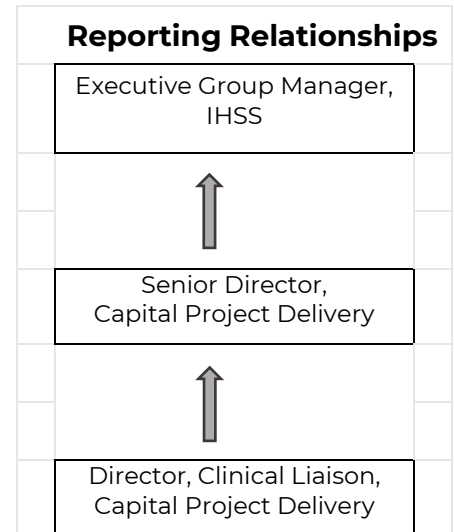 Reporting Relationships
Executive Group Manager,
IHSS
Senior Director,
Capital Project Delivery
Director, Clinical Liaison,
Capital Project Delivery